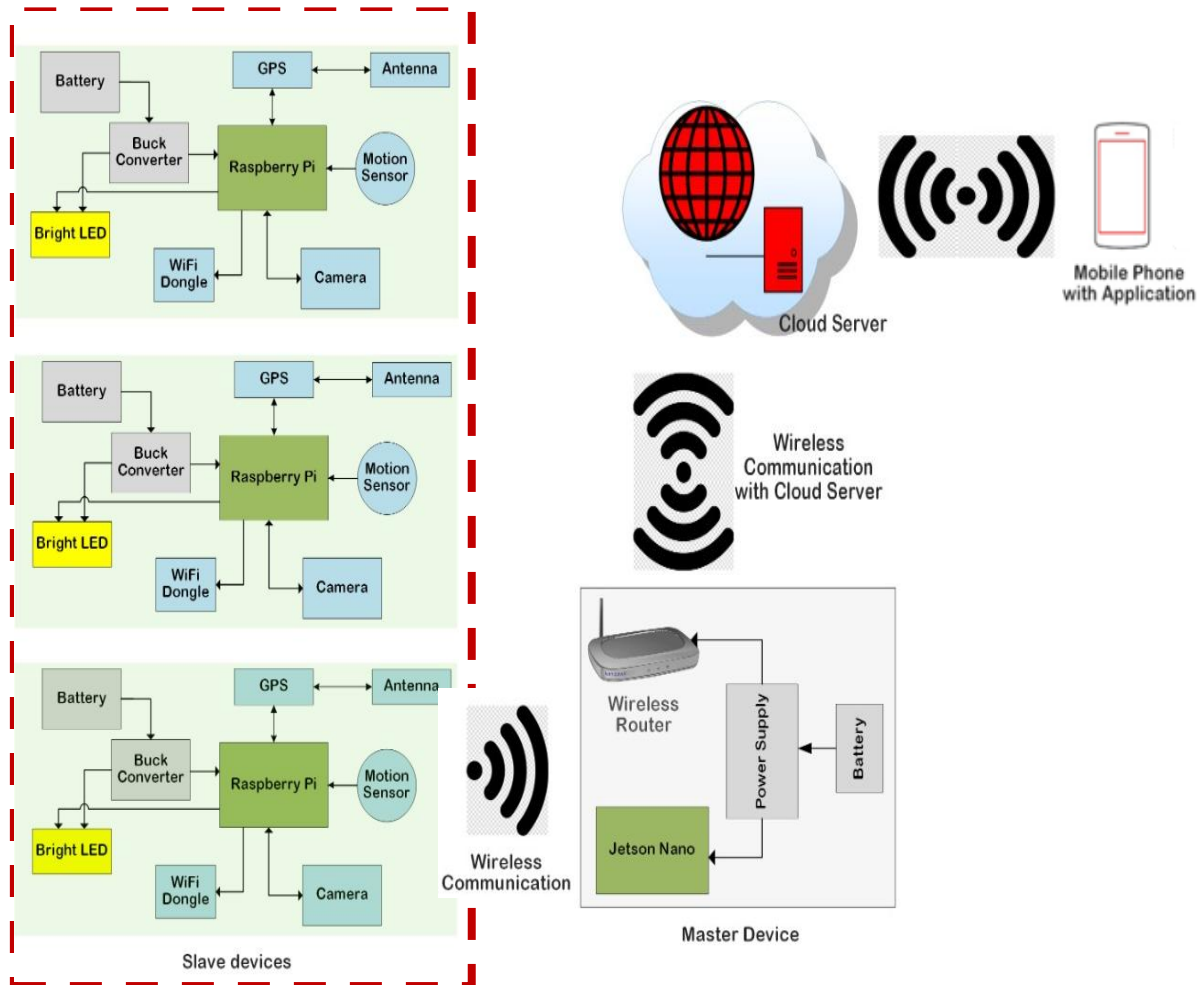 Battery
GPS
Antenna
Buck
Converter
Raspberry Pi
Motion
Sensor
Bright LED
WiFi
Dongle
Camera
Battery
GPS
Antenna
Buck
Converter
Raspberry Pi
Motion
Sensor
Bright LED
WiFi
Dongle
Camera
Battery
GPS
Antenna
Buck
Converter
Raspberry Pi
Motion
Sensor
Bright LED
WiFi
Dongle
Camera
Slave devices
Wireless
Communication
Cloud Server
Mobile Phone
with Application
Wireless
Communication
with Cloud Server
Wireless
Router
Power Supply
Battery
Jetson Nano
Master Device